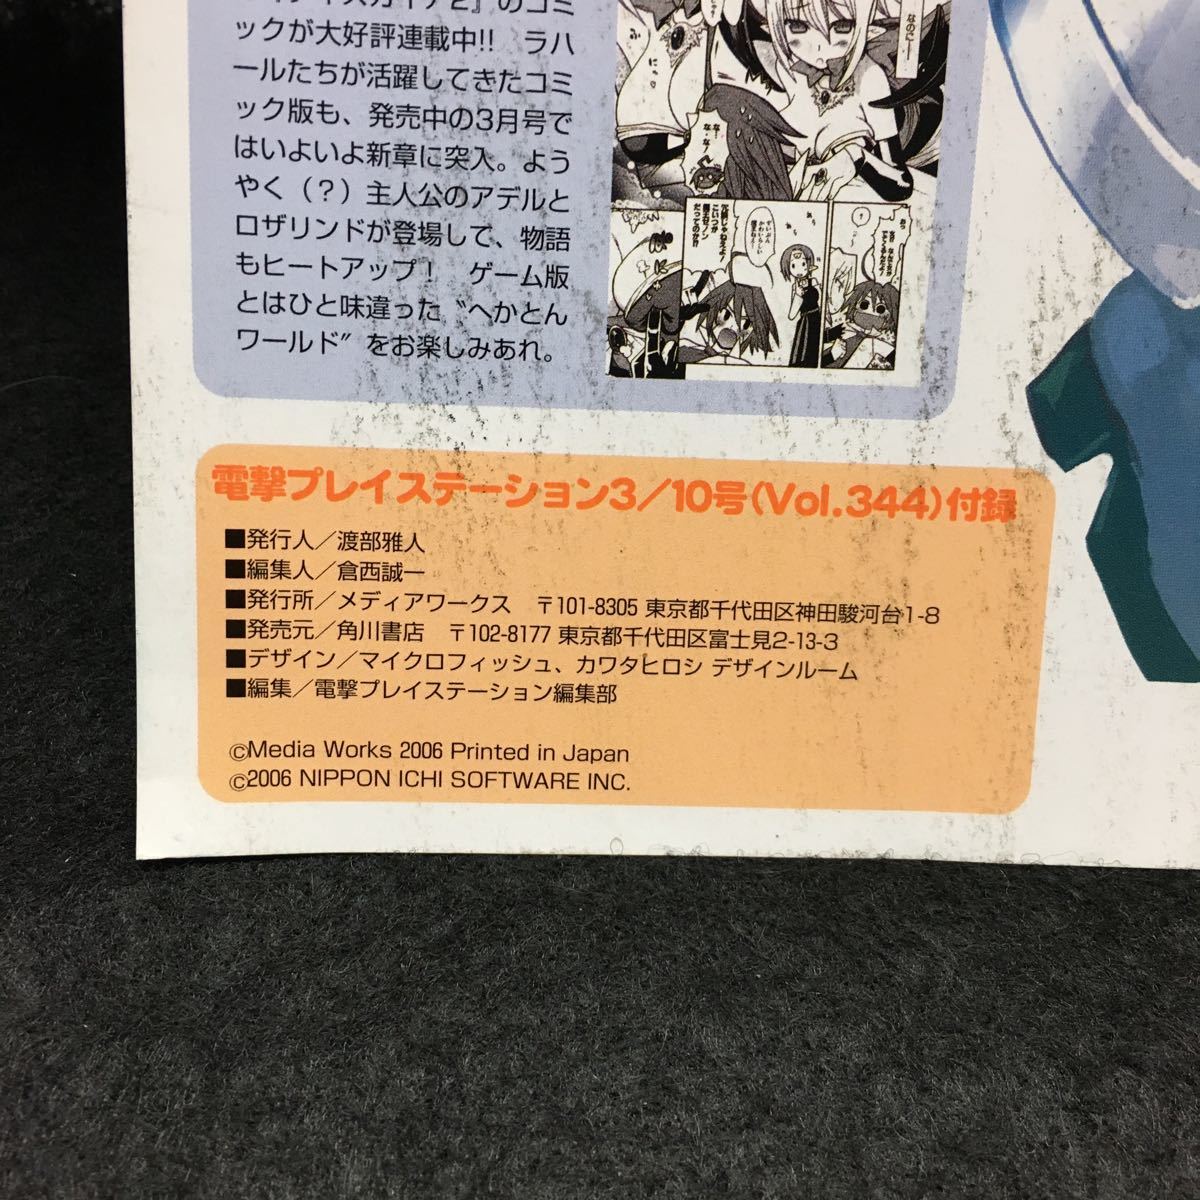 ィスガイア2』のコミ
ックが大好評連載中!! ラハ
ールたちが活躍してきたコミ
ック版も、発売中の3月号で
はいよいよ新章に突入。よう
やく(?)主人公のアデルと
ロザリンドが登場して、物語
もヒートアップ! ゲーム版
とはひと味違った〝へかとん
ワールド〟をお楽しみあれ。
なのこ――
電撃プレイステーション3/10号(Vol.344)付録
■発行人/渡部雅人
■編集人/倉西誠一
■発行所/メディアワークス 〒101-8305 東京都千代田区神田駿河台1-8
■発売元/角川書店 〒102-8177 東京都千代田区富士見2-13-3
■デザイン/マイクロフィッシュ、カワタヒロシ デザインルーム
■編集/電撃プレイステーション編集部
©Media Works 2006 Printed in Japan
©2006 NIPPON ICHI SOFTWARE INC.